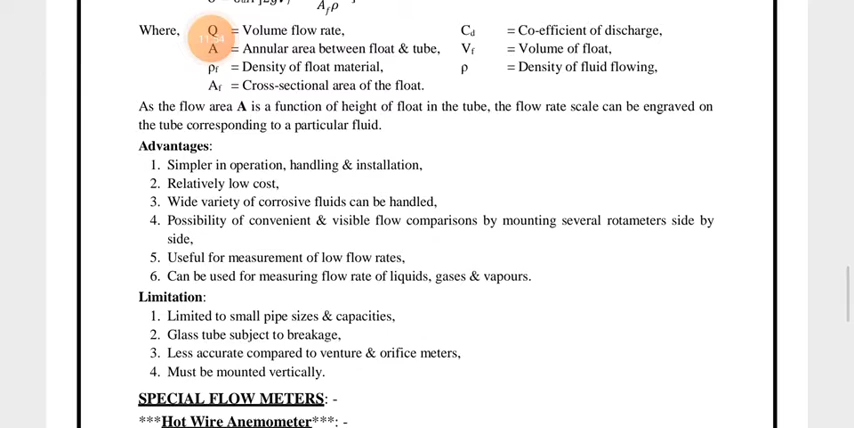 A_f ρ
Where, Q = Volume flow rate, C_d = Co-efficient of discharge,
11:54
A = Annular area between float & tube, V_f = Volume of float,
ρ_f = Density of float material, ρ = Density of fluid flowing,
A_f = Cross-sectional area of the float.
As the flow area A is a function of height of float in the tube, the flow rate scale can be engraved on
the tube corresponding to a particular fluid.
Advantages:
1. Simpler in operation, handling & installation,
2. Relatively low cost,
3. Wide variety of corrosive fluids can be handled,
4. Possibility of convenient & visible flow comparisons by mounting several rotameters side by
side,
5. Useful for measurement of low flow rates,
6. Can be used for measuring flow rate of liquids, gases & vapours.
Limitation:
1. Limited to small pipe sizes & capacities,
2. Glass tube subject to breakage,
3. Less accurate compared to venture & orifice meters,
4. Must be mounted vertically.
SPECIAL FLOW METERS: -
***Hot Wire Anemometer***: -